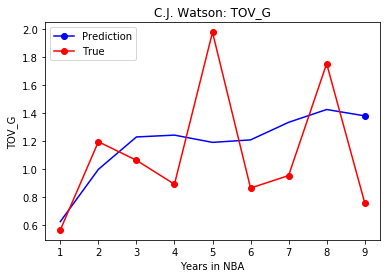 C.J. Watson: TOV_G
Prediction
True
TOV_G
2.0
1.8
1.6
1.4
1.2
1.0
0.8
0.6
1 2 3 4 5 6 7 8 9
Years in NBA